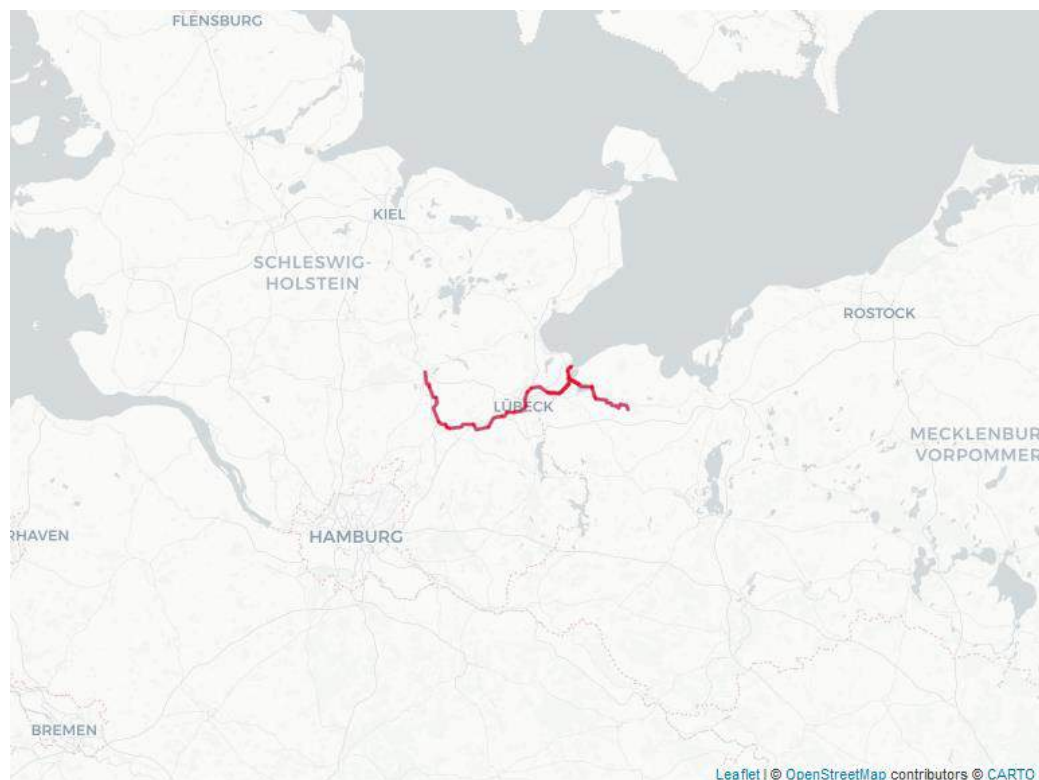 FLENSBURG
KIEL
SCHLESWIG-
HOLSTEIN
ROSTOCK
LÜBECK
MECKLENBUR
VORPOMMER
RHAVEN
HAMBURG
BREMEN
Leaflet | © OpenStreetMap contributors © CARTO